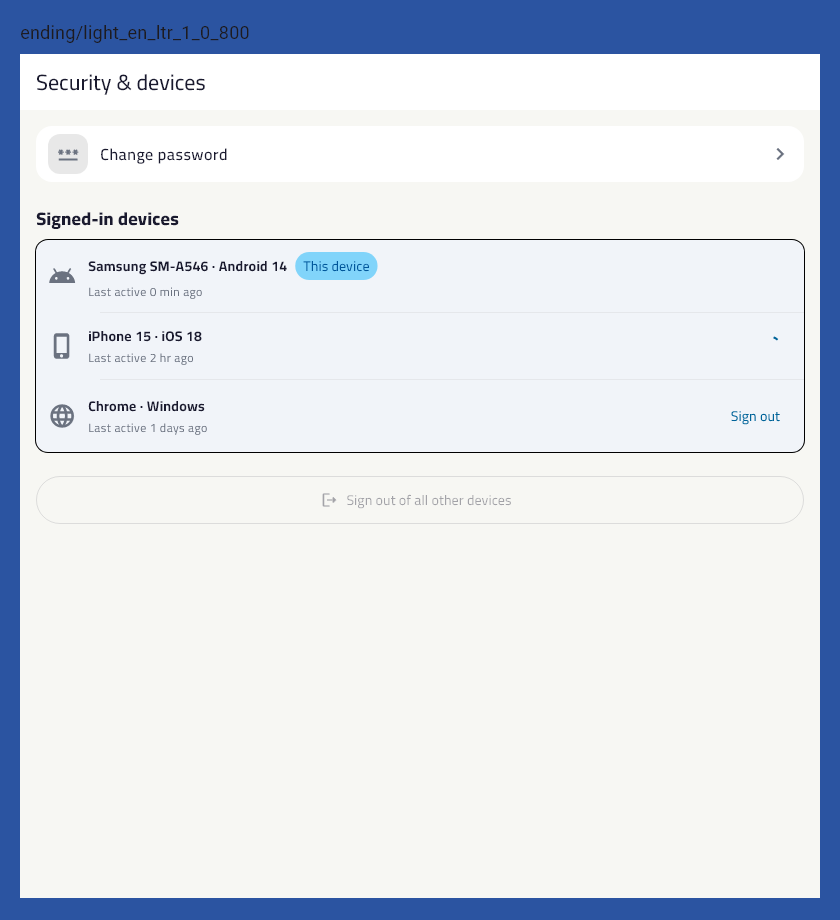 ending/light_en_ltr_1_0_800
Security & devices
Change password
Signed-in devices
Samsung SM-A546 · Android 14 This device
Last active 0 min ago
iPhone 15 · iOS 18
Last active 2 hr ago
Chrome · Windows
Last active 1 days ago
Sign out
Sign out of all other devices